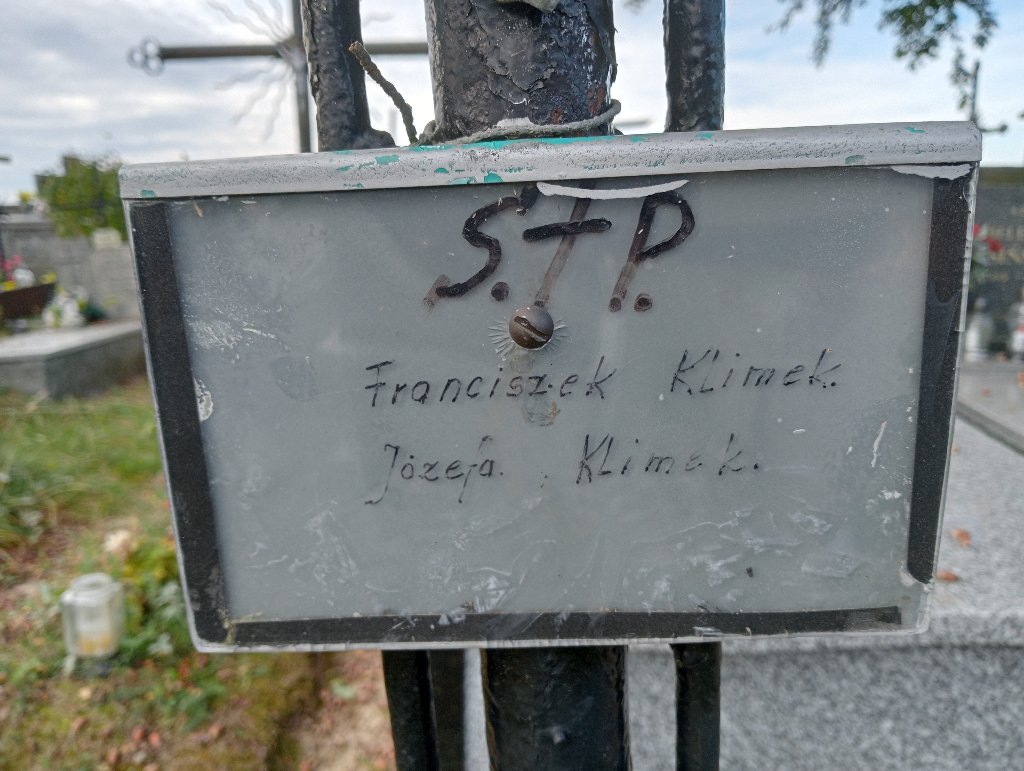 S.†P.
Franciszek Klimek.
Józefa. Klimek.